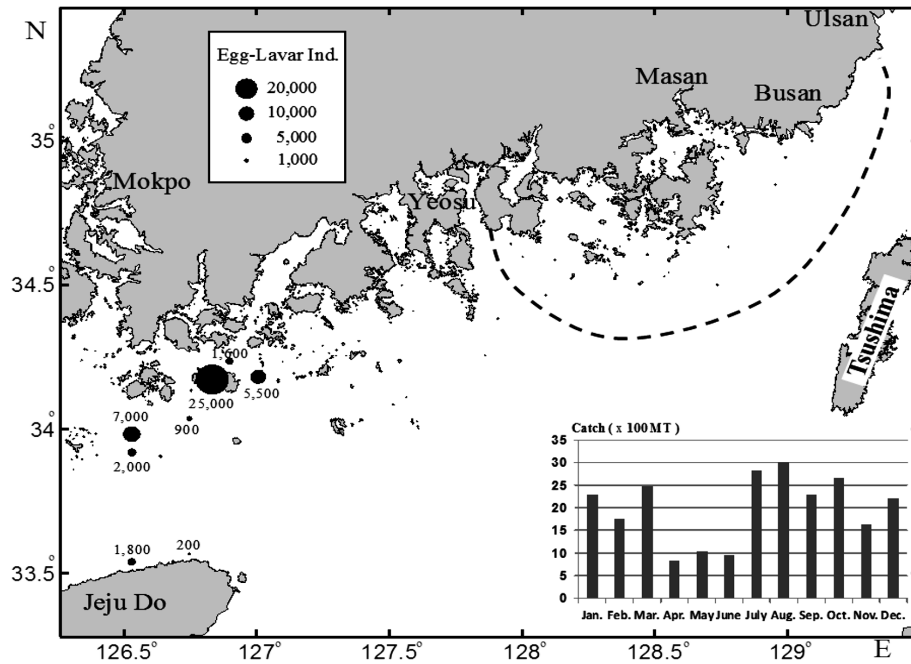 N
Ulsan
Egg-Lavar Ind.
20,000
10,000
5,000
1,000
Masan
Busan
35°
Mokpo
Yeosu
34.5°
Tsushima
1,600
25,000
5,500
7,000
900
34°
2,000
Catch ( x 100 MT )
35
30
25
20
15
10
5
0
Jan. Feb. Mar. Apr. May June July Aug. Sep. Oct. Nov. Dec.
1,800
200
33.5°
Jeju Do
126.5° 127° 127.5° 128° 128.5° 129° E